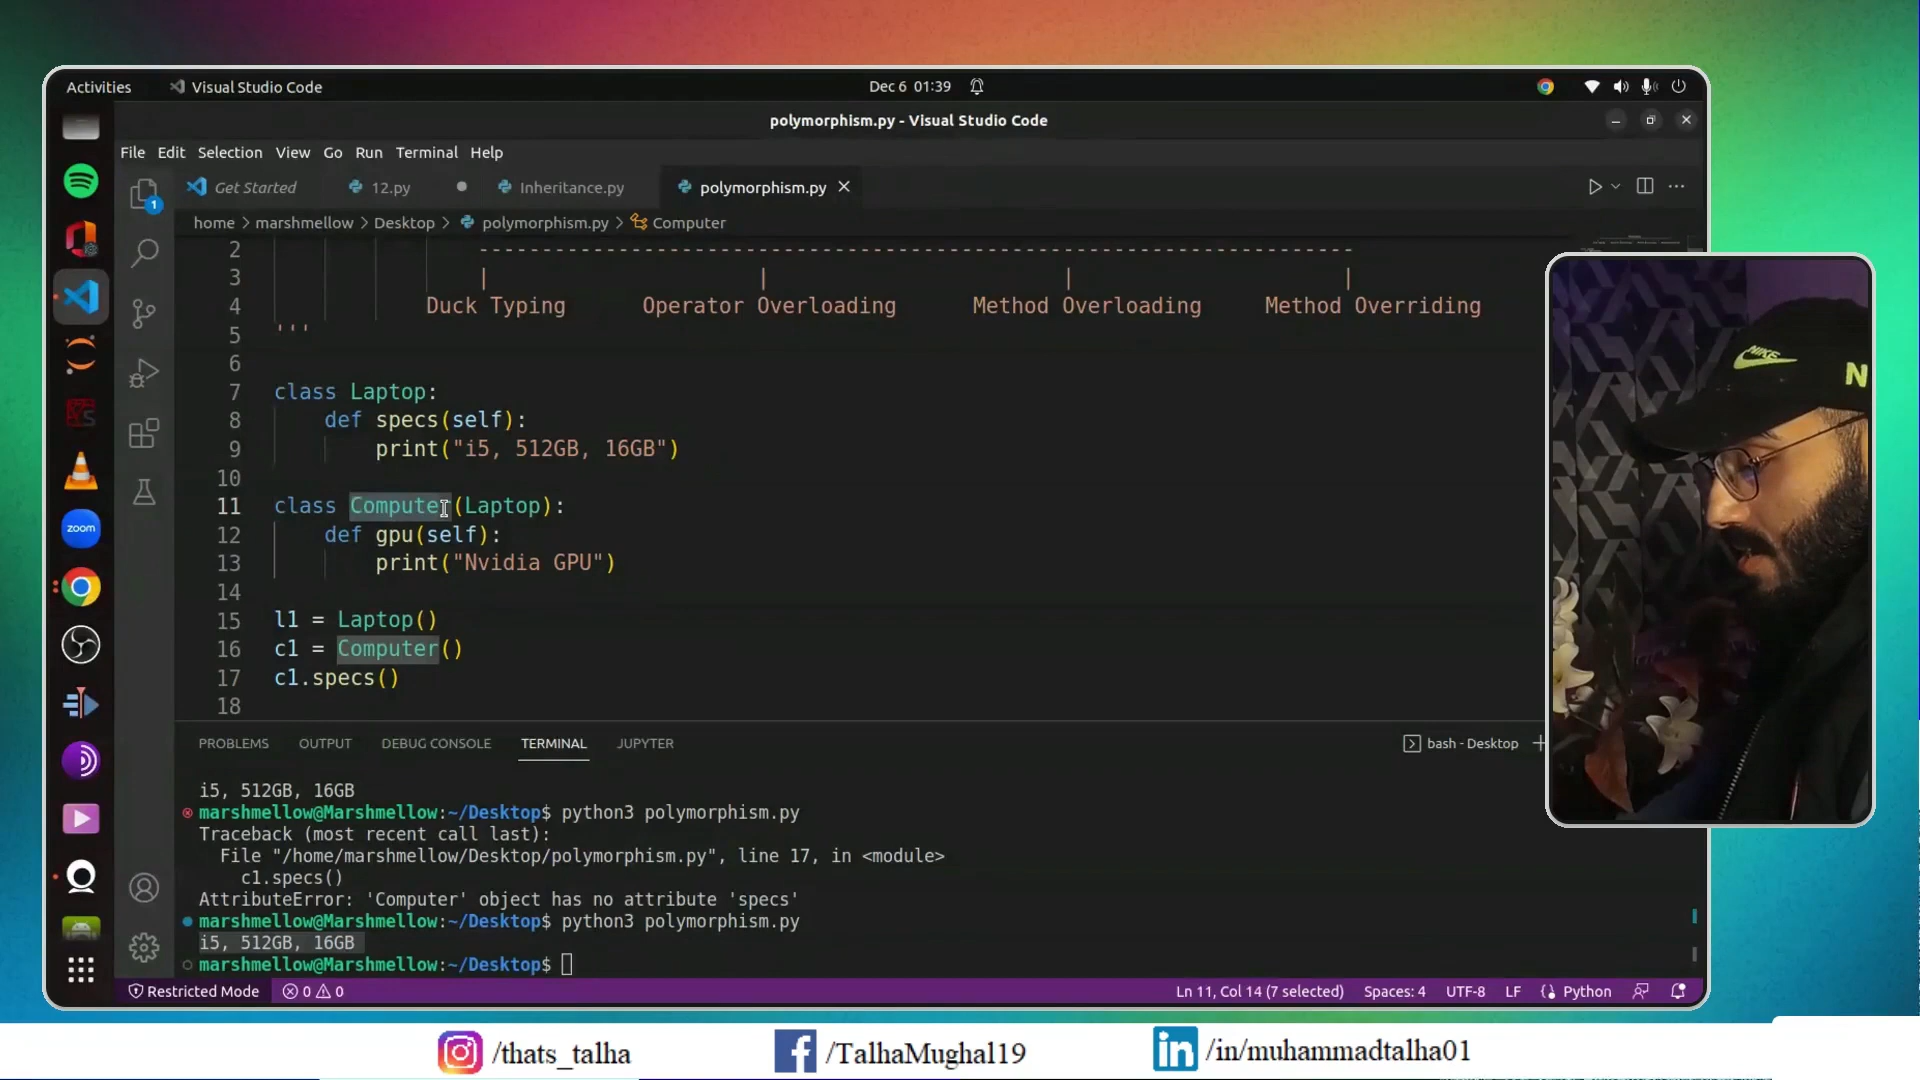 Activities Visual Studio Code Dec 6 01:39
polymorphism.py - Visual Studio Code
File Edit Selection View Go Run Terminal Help
Get Started 12.py Inheritance.py polymorphism.py
home > marshmellow > Desktop > polymorphism.py > Computer
2 --------------------------------------------------------------------
3 | | | |
4 Duck Typing Operator Overloading Method Overloading Method Overriding
5 '''
6
7 class Laptop:
8 def specs(self):
9 print("i5, 512GB, 16GB")
10
11 class Computer(Laptop):
12 def gpu(self):
13 print("Nvidia GPU")
14
15 l1 = Laptop()
16 c1 = Computer()
17 c1.specs()
18
PROBLEMS OUTPUT DEBUG CONSOLE TERMINAL JUPYTER bash - Desktop
i5, 512GB, 16GB
marshmellow@Marshmellow:~/Desktop$ python3 polymorphism.py
Traceback (most recent call last):
File "/home/marshmellow/Desktop/polymorphism.py", line 17, in <module>
c1.specs()
AttributeError: 'Computer' object has no attribute 'specs'
marshmellow@Marshmellow:~/Desktop$ python3 polymorphism.py
i5, 512GB, 16GB
marshmellow@Marshmellow:~/Desktop$
Restricted Mode 0 0 Ln 11, Col 14 (7 selected) Spaces: 4 UTF-8 LF Python
1
zoom
NIKE
N
/thats_talha /TalhaMughal19 /in/muhammadtalha01